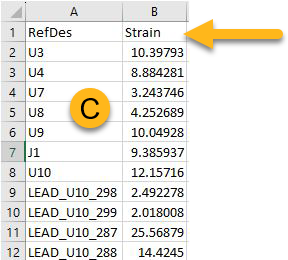 A B
1 RefDes Strain
2 U3 10.39793
3 U4 8.884281
4 U7 3.243746
5 U8 4.252689
6 U9 10.04928
7 J1 9.385937
8 U10 12.15716
9 LEAD_U10_298 2.492278
10 LEAD_U10_299 2.018008
11 LEAD_U10_287 25.56879
12 LEAD_U10_288 14.4245
C